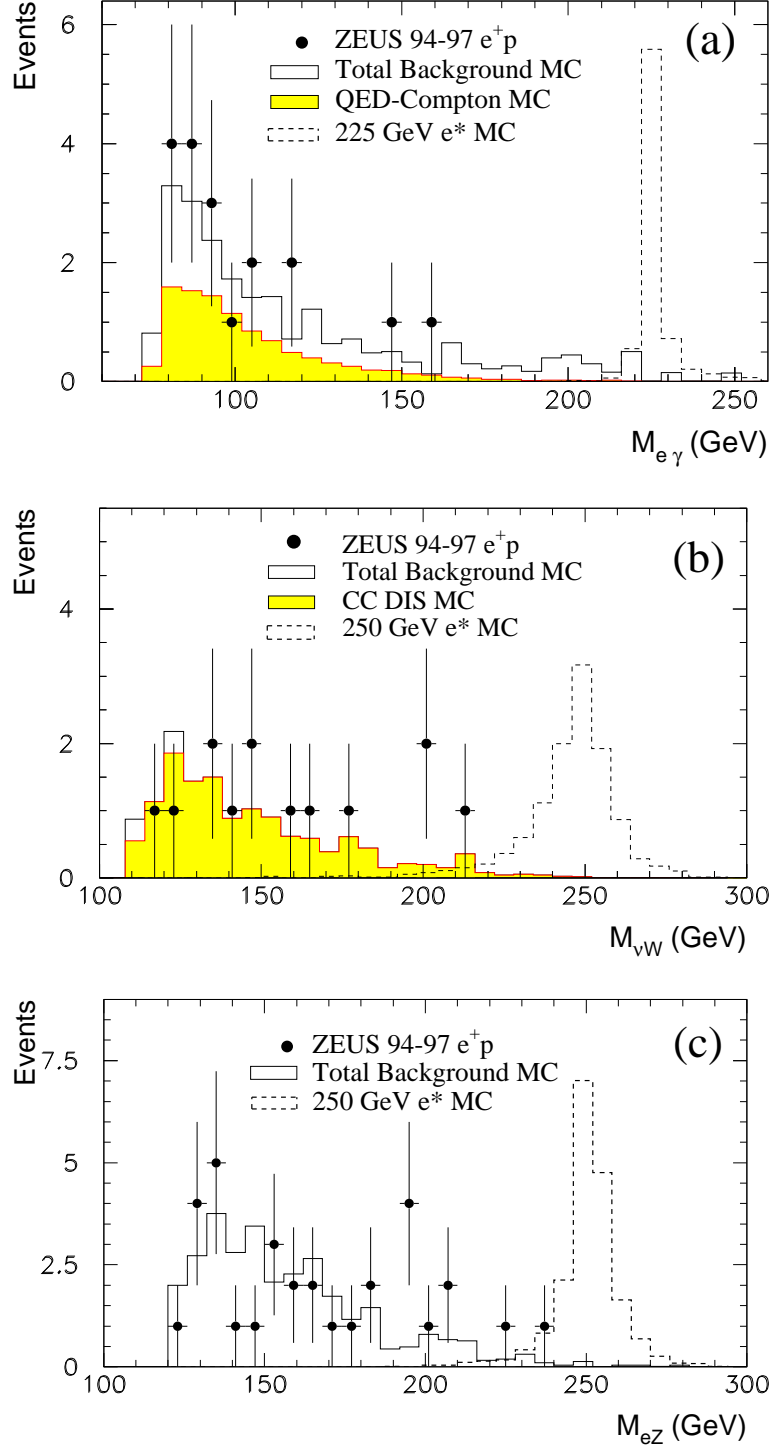 Events
6
4
2
0
(a)
ZEUS 94-97 e⁺p
Total Background MC
QED-Compton MC
225 GeV e* MC
100 150 200 250
M_eγ (GeV)
Events
4
2
0
(b)
ZEUS 94-97 e⁺p
Total Background MC
CC DIS MC
250 GeV e* MC
100 150 200 250 300
M_νW (GeV)
Events
7.5
5
2.5
0
(c)
ZEUS 94-97 e⁺p
Total Background MC
250 GeV e* MC
100 150 200 250 300
M_eZ (GeV)